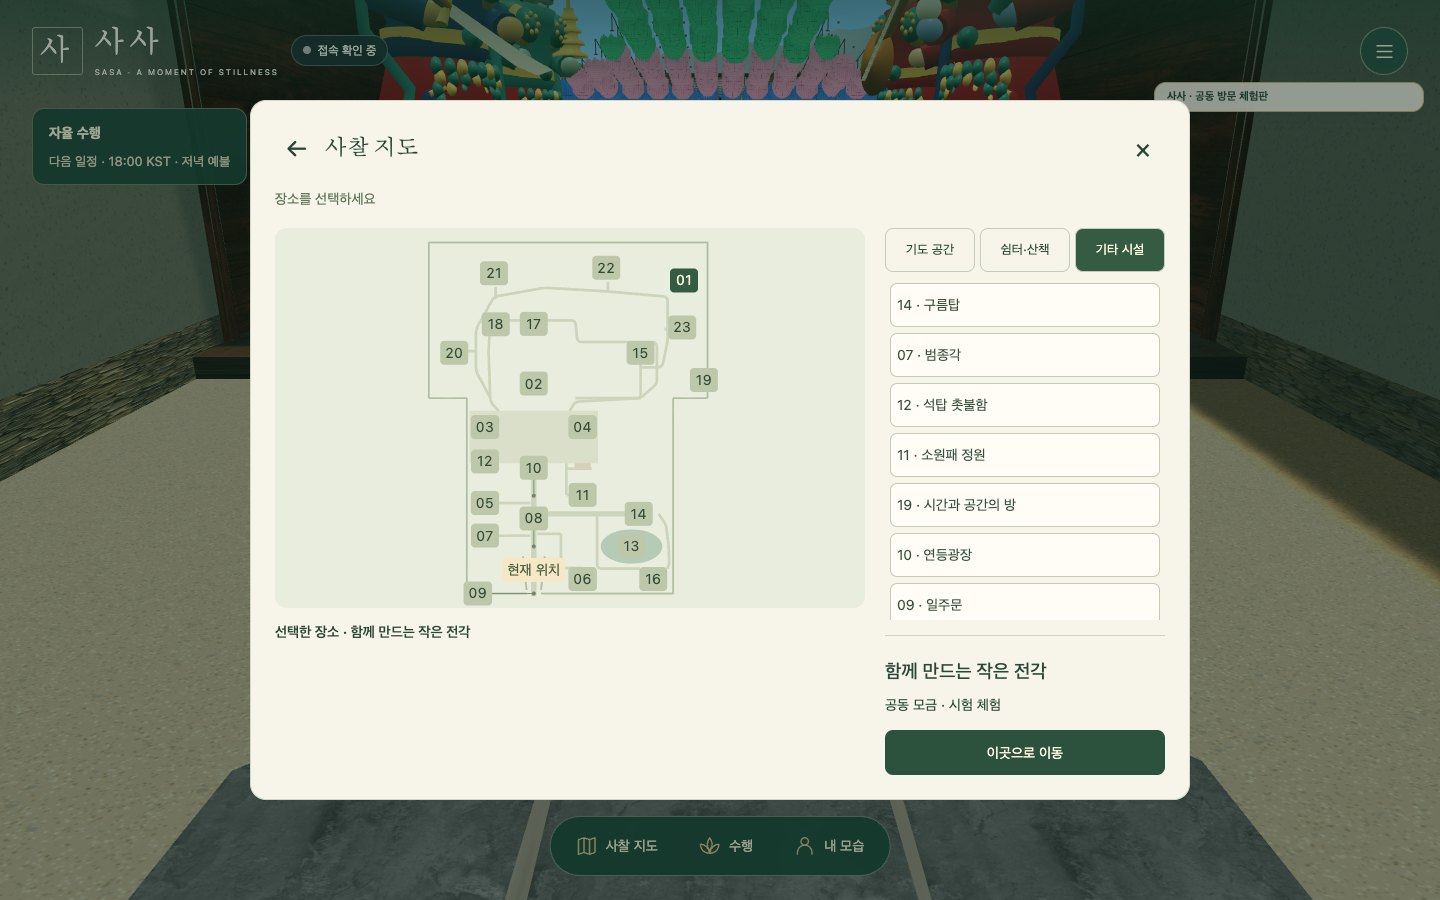 사
사사
SASA · A MOMENT OF STILLNESS
접속 확인 중
사사 · 공동 방문 체험판
자율 수행
다음 일정 · 18:00 KST · 저녁 예불
사찰 지도
장소를 선택하세요
21
22
01
18
17
23
20
15
02
19
03
04
12
10
11
05
08
14
07
13
현재 위치
06
16
09
선택한 장소 · 함께 만드는 작은 전각
기도 공간
쉼터·산책
기타 시설
14 · 구름탑
07 · 범종각
12 · 석탑 촛불함
11 · 소원패 정원
19 · 시간과 공간의 방
10 · 연등광장
09 · 일주문
함께 만드는 작은 전각
공동 모금 · 시험 체험
이곳으로 이동
사찰 지도
수행
내 모습